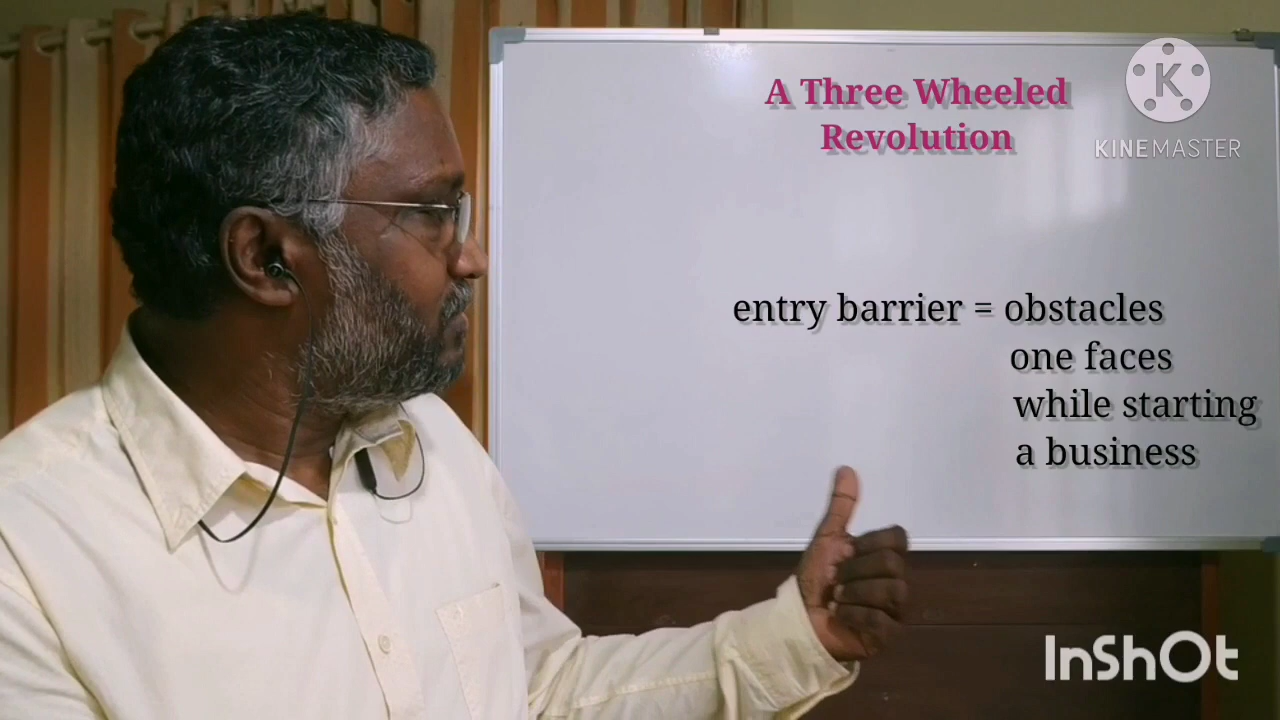 A Three Wheeled
Revolution
K
KINEMASTER
entry barrier = obstacles
one faces
while starting
a business
InShOt